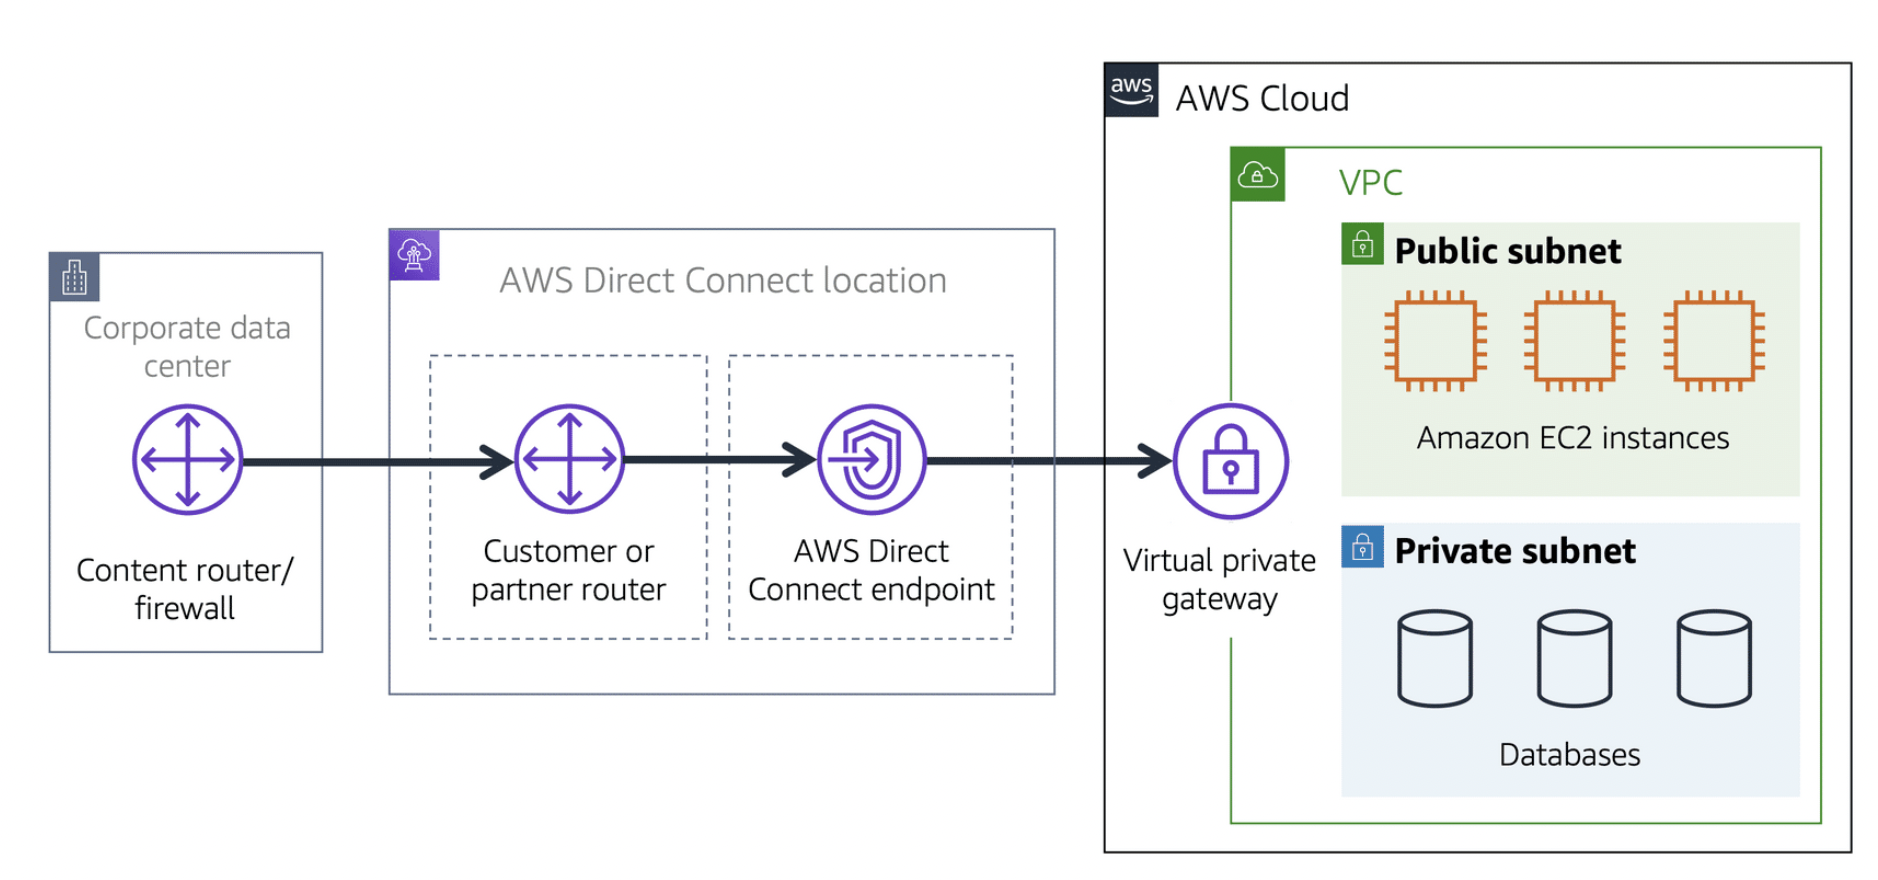 aws
AWS Cloud
VPC
Public subnet
Amazon EC2 instances
Private subnet
Databases
Virtual private
gateway
AWS Direct Connect location
Customer or
partner router
AWS Direct
Connect endpoint
Corporate data
center
Content router/
firewall